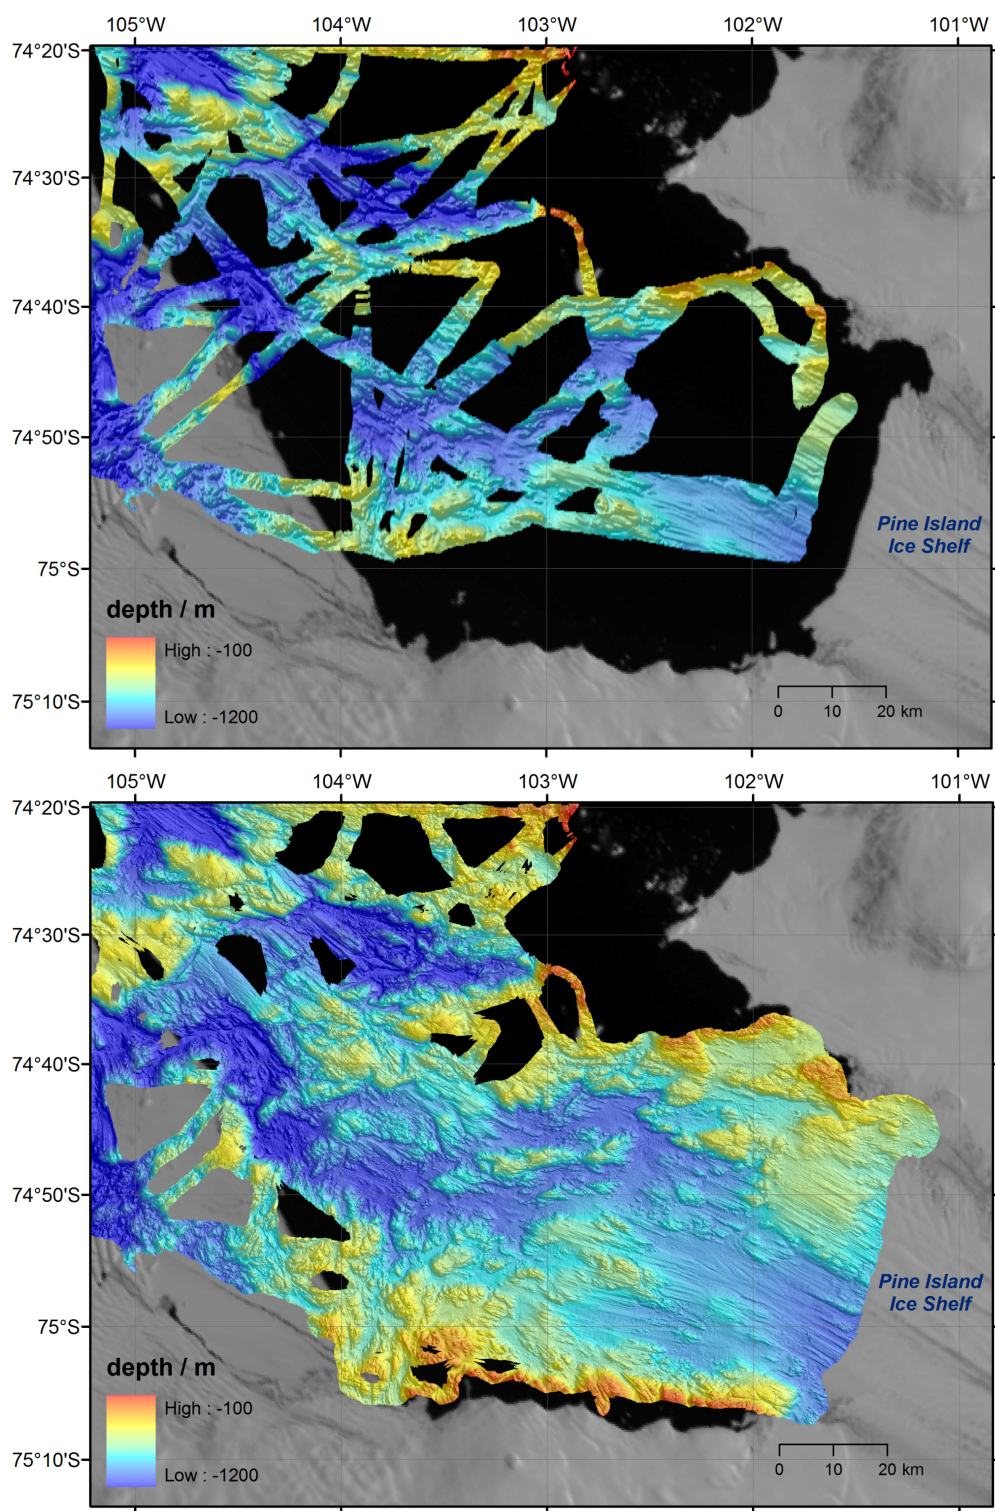 105°W 104°W 103°W 102°W 101°W
74°20'S
74°30'S
74°40'S
74°50'S
Pine Island
Ice Shelf
75°S
depth / m
High : -100
Low : -1200
75°10'S
0 10 20 km
105°W 104°W 103°W 102°W 101°W
74°20'S
74°30'S
74°40'S
74°50'S
Pine Island
Ice Shelf
75°S
depth / m
High : -100
Low : -1200
75°10'S
0 10 20 km